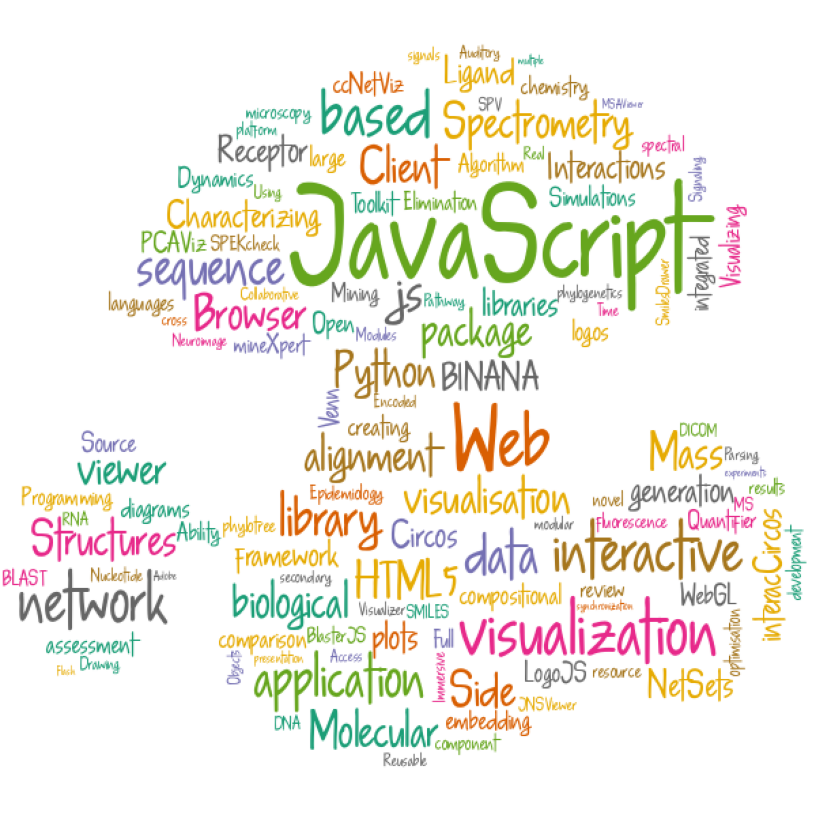 signals
Auditory
multiple
ccNetViz
Ligand
chemistry
microscopy
platform
based
SPV
MSAViewer
Spectrometry
spectral
Receptor
large
Client
Algorithm
Real
Interactions
Signaling
Dynamics
Using
Toolkit
Elimination
Simulations
Characterizing
JavaScript
Visualizing
PCAViz
SPEKcheck
integrated
sequence
SmilesDrawer
languages
Collaborative
Mining
js
Pathway
libraries
phylogenetics
cross
Browser
Open
Time
Neuroimage
mineXpert
Modules
package
logos
Python
BINANA
Venn
Encoded
creating
Web
DICOM
Source
alignment
Mass
Parsing
viewer
experiments
Programming
diagrams
Epidemiology
visualisation
novel
generation
results
RNA
Ability
phylotree
library
Circos
modular
Fluorescence
Quantifier
MS
Structures
Framework
data
interactive
interacCircos
development
BLAST
Nucleotide
Adobe
secondary
HTML5
compositional
review
WebGL
network
biological
Visualizer
SMILES
synchronization
assessment
comparison
BlasterJS
plots
Full
visualization
optimisation
Flash
Drawing
Objects
presentation
Access
Immersive
LogoJS
resource
NetSets
application
Side
JNSViewer
DNA
Molecular
embedding
component
Reusable